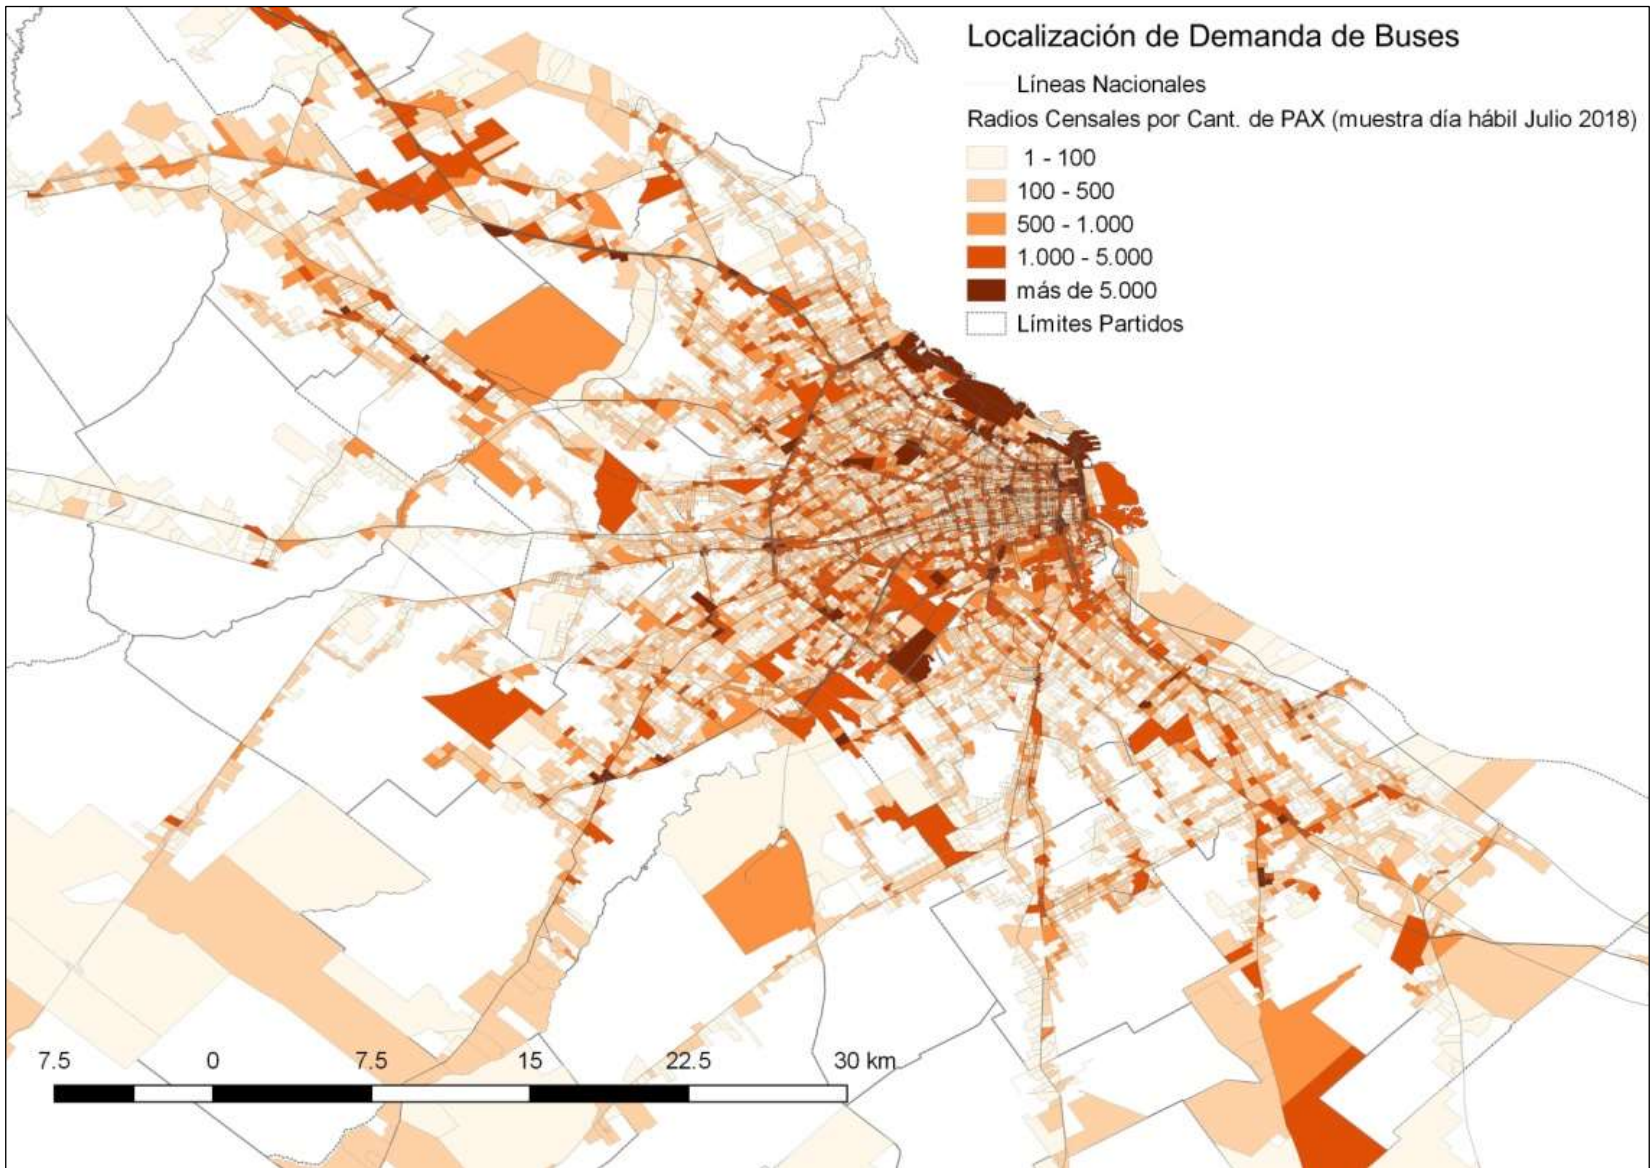 Localización de Demanda de Buses
Líneas Nacionales
Radios Censales por Cant. de PAX (muestra día hábil Julio 2018)
1 - 100
100 - 500
500 - 1.000
1.000 - 5.000
más de 5.000
Límites Partidos
7.5 0 7.5 15 22.5 30 km